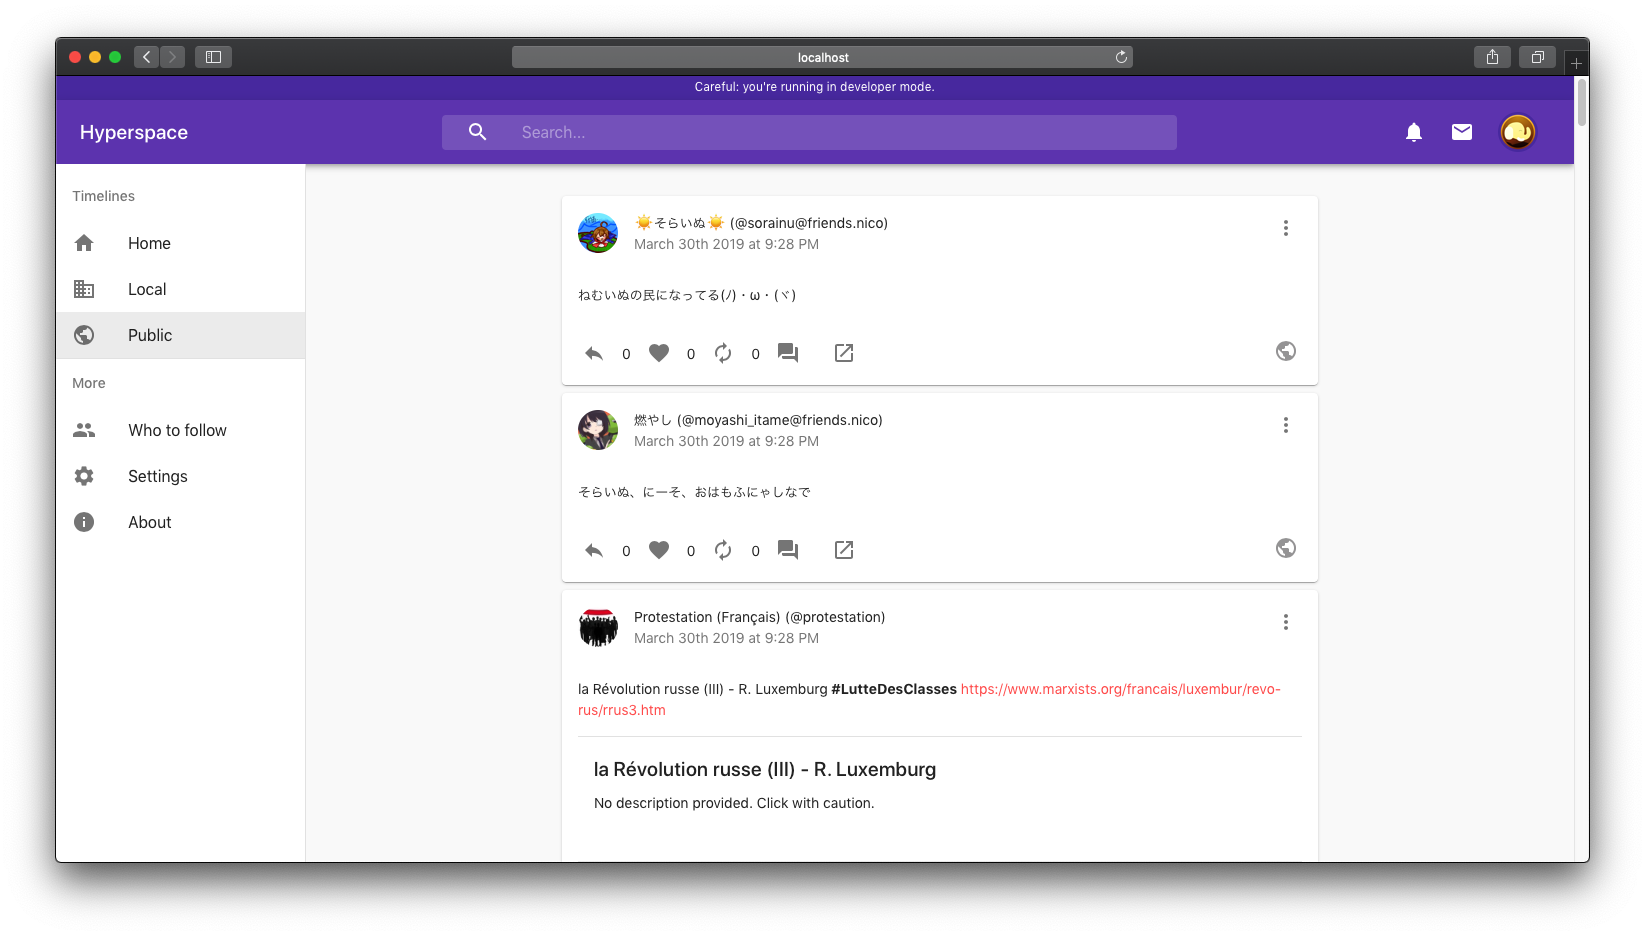 localhost
Careful: you're running in developer mode.
Hyperspace
Search...
Timelines
Home
Local
Public
More
Who to follow
Settings
About
☀️そらいぬ☀️ (@sorainu@friends.nico)
March 30th 2019 at 9:28 PM
ねむいぬの民になってる(ﾉ)・ω・(ヾ)
0 0 0
燃やし (@moyashi_itame@friends.nico)
March 30th 2019 at 9:28 PM
そらいぬ、にーそ、おはもふにゃしなで
0 0 0
Protestation (Français) (@protestation)
March 30th 2019 at 9:28 PM
la Révolution russe (III) - R. Luxemburg #LutteDesClasses https://www.marxists.org/francais/luxembur/revo-
rus/rrus3.htm
la Révolution russe (III) - R. Luxemburg
No description provided. Click with caution.